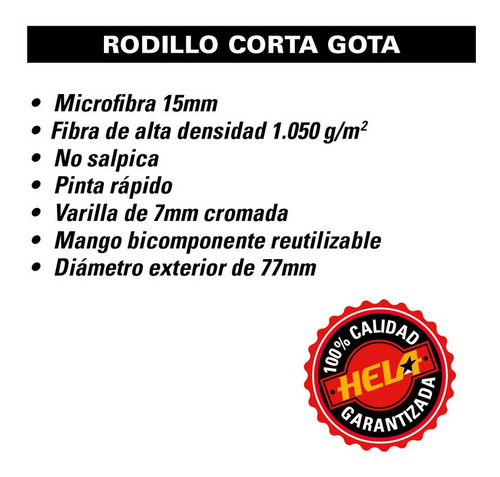 RODILLO CORTA GOTA
• Microfibra 15mm
• Fibra de alta densidad 1.050 g/m²
• No salpica
• Pinta rápido
• Varilla de 7mm cromada
• Mango bicomponente reutilizable
• Diámetro exterior de 77mm
100% CALIDAD
HELA
GARANTIZADA